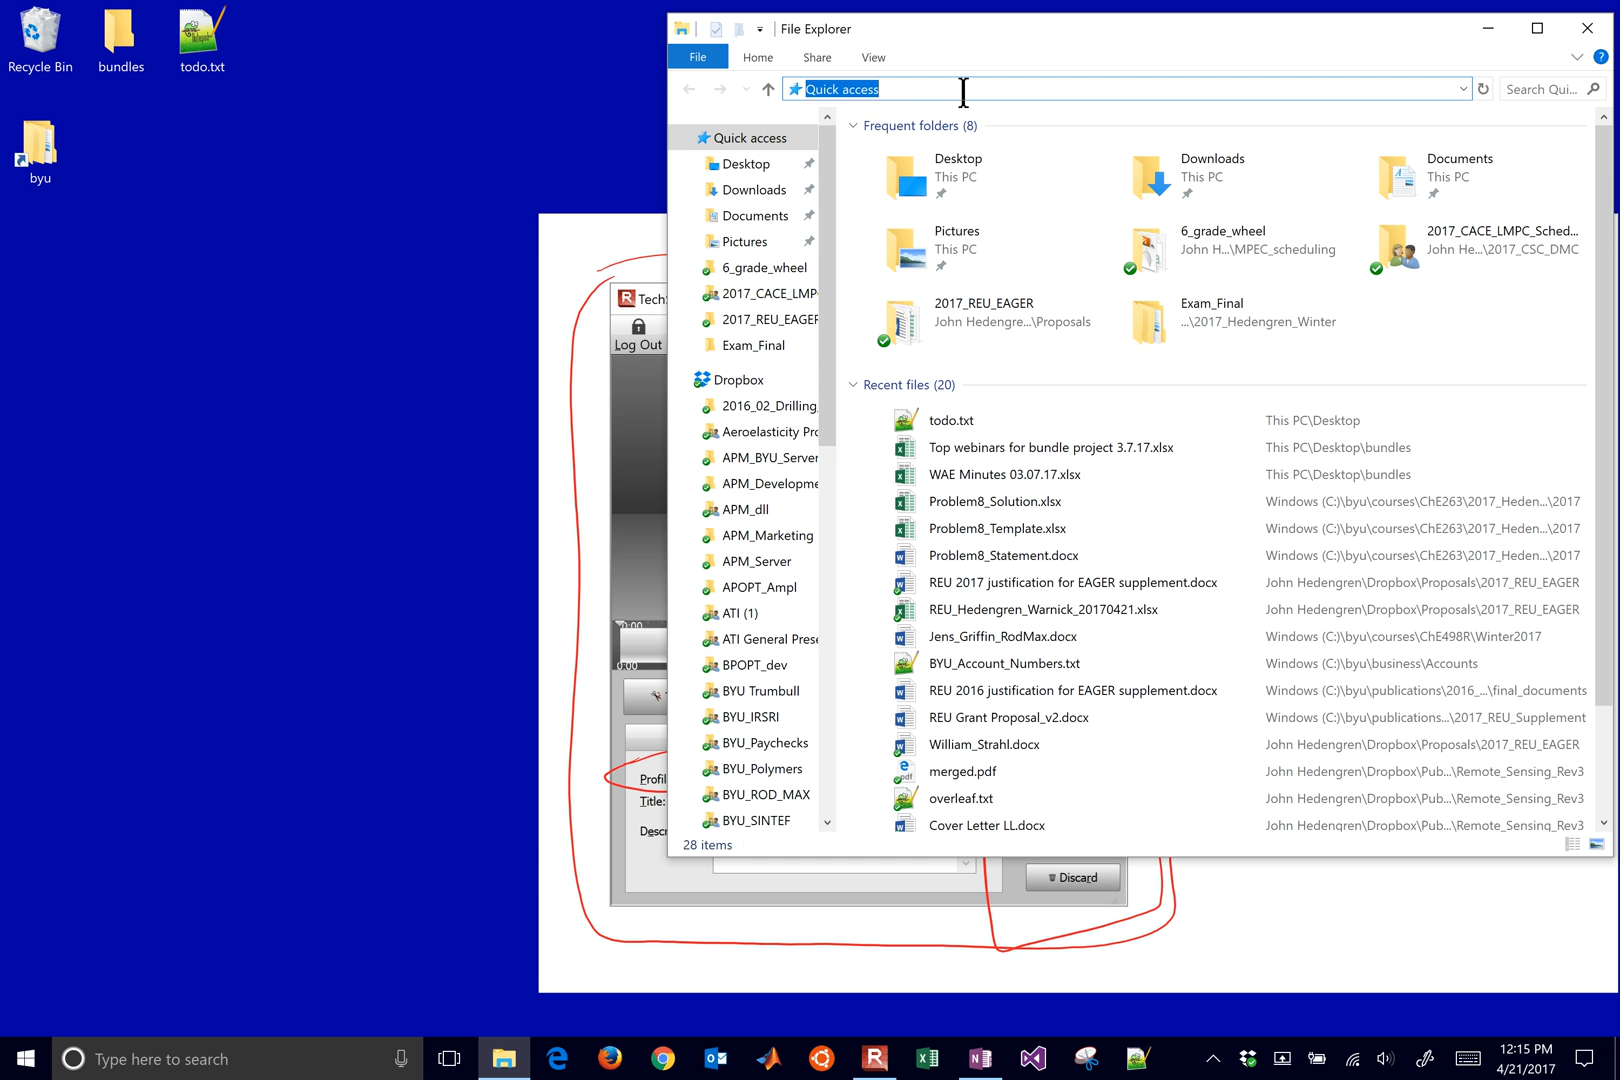 Recycle Bin
bundles
todo.txt
byu
File Explorer
File
Home
Share
View
Quick access
Search Qui...
Quick access
Desktop
Downloads
Documents
Pictures
6_grade_wheel
2017_CACE_LMPC
2017_REU_EAGER
Exam_Final
Dropbox
2016_02_Drilling
Aeroelasticity Pro
APM_BYU_Server
APM_Developme
APM_dll
APM_Marketing
APM_Server
APOPT_Ampl
ATI (1)
ATI General Prese
BPOPT_dev
BYU Trumbull
BYU_IRSRI
BYU_Paychecks
BYU_Polymers
BYU_ROD_MAX
BYU_SINTEF
Frequent folders (8)
Desktop
This PC
Downloads
This PC
Documents
This PC
Pictures
This PC
6_grade_wheel
John H...\MPEC_scheduling
2017_CACE_LMPC_Sched...
John He...\2017_CSC_DMC
2017_REU_EAGER
John Hedengre...\Proposals
Exam_Final
...\2017_Hedengren_Winter
Recent files (20)
todo.txt This PC\Desktop
Top webinars for bundle project 3.7.17.xlsx This PC\Desktop\bundles
WAE Minutes 03.07.17.xlsx This PC\Desktop\bundles
Problem8_Solution.xlsx Windows (C:)\byu\courses\ChE263\2017_Heden...\2017
Problem8_Template.xlsx Windows (C:)\byu\courses\ChE263\2017_Heden...\2017
Problem8_Statement.docx Windows (C:)\byu\courses\ChE263\2017_Heden...\2017
REU 2017 justification for EAGER supplement.docx John Hedengren\Dropbox\Proposals\2017_REU_EAGER
REU_Hedengren_Warnick_20170421.xlsx John Hedengren\Dropbox\Proposals\2017_REU_EAGER
Jens_Griffin_RodMax.docx Windows (C:)\byu\courses\ChE498R\Winter2017
BYU_Account_Numbers.txt Windows (C:)\byu\business\Accounts
REU 2016 justification for EAGER supplement.docx Windows (C:)\byu\publications\2016_...\final_documents
REU Grant Proposal_v2.docx Windows (C:)\byu\publications...\2017_REU_Supplement
William_Strahl.docx John Hedengren\Dropbox\Proposals\2017_REU_EAGER
merged.pdf John Hedengren\Dropbox\Pub...\Remote_Sensing_Rev3
overleaf.txt John Hedengren\Dropbox\Pub...\Remote_Sensing_Rev3
Cover Letter LL.docx John Hedengren\Dropbox\Pub...\Remote_Sensing_Rev3
28 items
Tech
Log Out
0:00
0:00
Profil
Title:
Descr
Discard
Type here to search
12:15 PM
4/21/2017